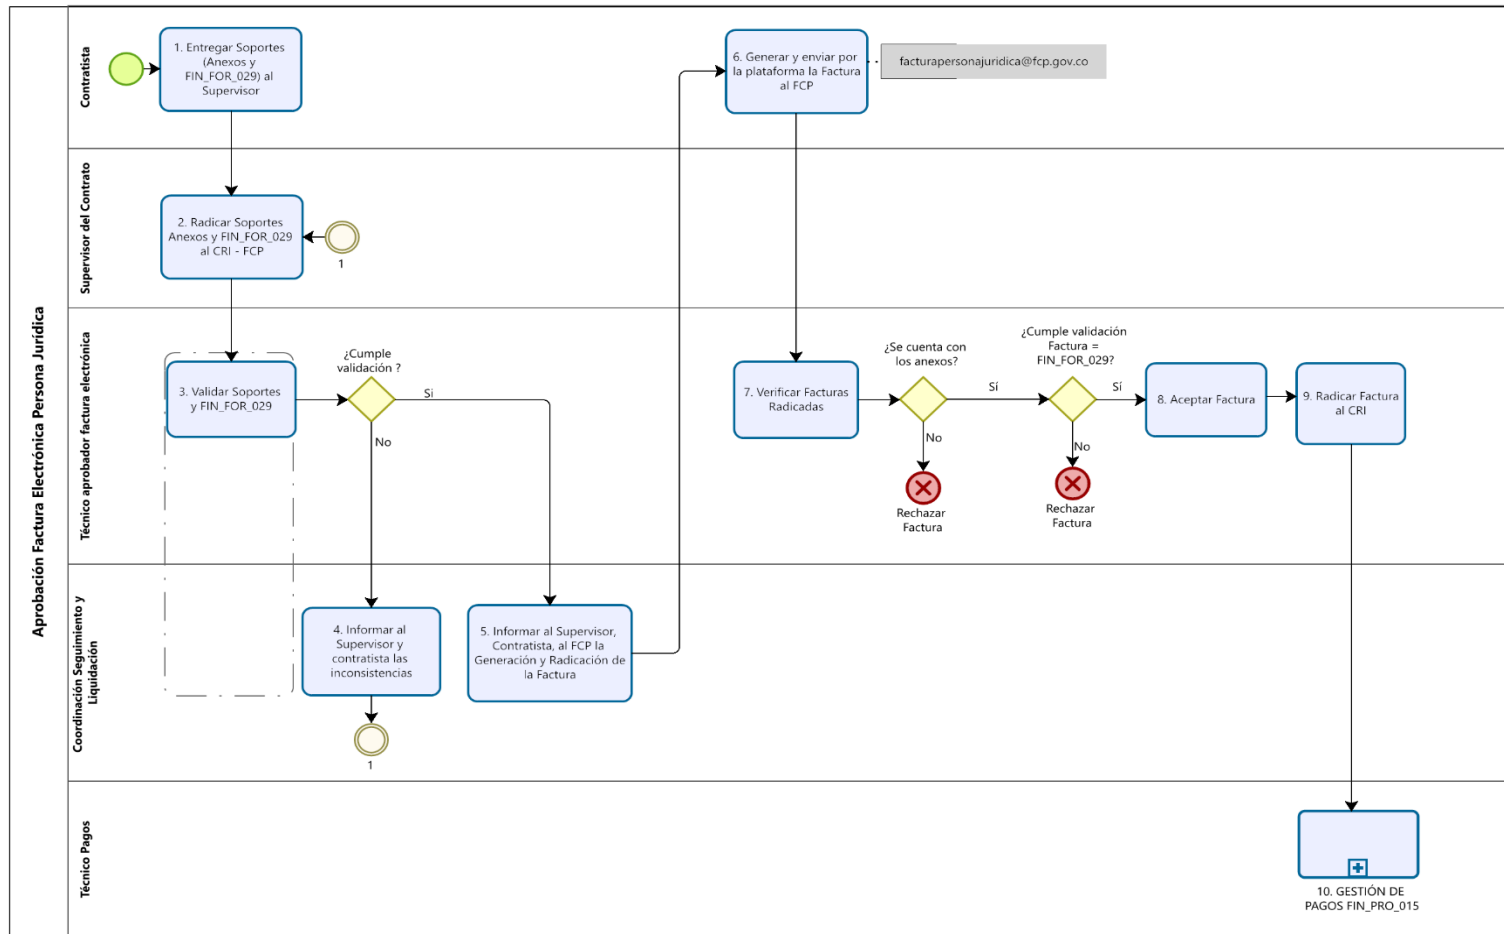 Aprobación Factura Electrónica Persona Jurídica
Contratista
1. Entregar Soportes
(Anexos y
FIN_FOR_029) al
Supervisor
6. Generar y enviar por
la plataforma la Factura
al FCP
facturapersonajuridica@fcp.gov.co
Supervisor del Contrato
2. Radicar Soportes
Anexos y FIN_FOR_029
al CRI - FCP
1
Técnico aprobador factura electrónica
3. Validar Soportes
y FIN_FOR_029
¿Cumple
validación ?
Si
No
7. Verificar Facturas
Radicadas
¿Se cuenta con
los anexos?
Sí
No
Rechazar
Factura
¿Cumple validación
Factura =
FIN_FOR_029?
Sí
No
Rechazar
Factura
8. Aceptar Factura
9. Radicar Factura
al CRI
Coordinación Seguimiento y
Liquidación
4. Informar al
Supervisor y
contratista las
inconsistencias
1
5. Informar al Supervisor,
Contratista, al FCP la
Generación y Radicación de
la Factura
Técnico Pagos
10. GESTIÓN DE
PAGOS FIN_PRO_015